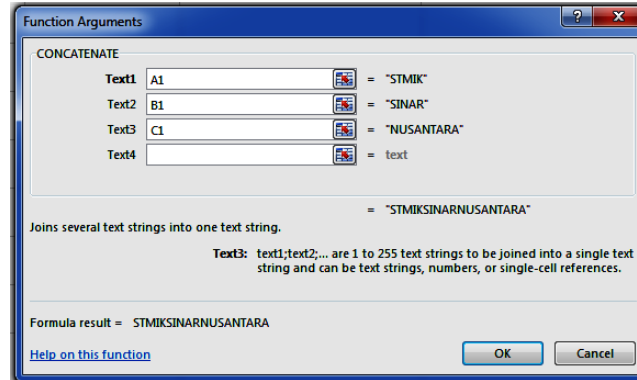 Function Arguments
CONCATENATE
Text1 A1 = "STMIK"
Text2 B1 = "SINAR"
Text3 C1 = "NUSANTARA"
Text4 = text
= "STMIKSINARNUSANTARA"
Joins several text strings into one text string.
Text3: text1;text2;... are 1 to 255 text strings to be joined into a single text
string and can be text strings, numbers, or single-cell references.
Formula result = STMIKSINARNUSANTARA
Help on this function OK Cancel